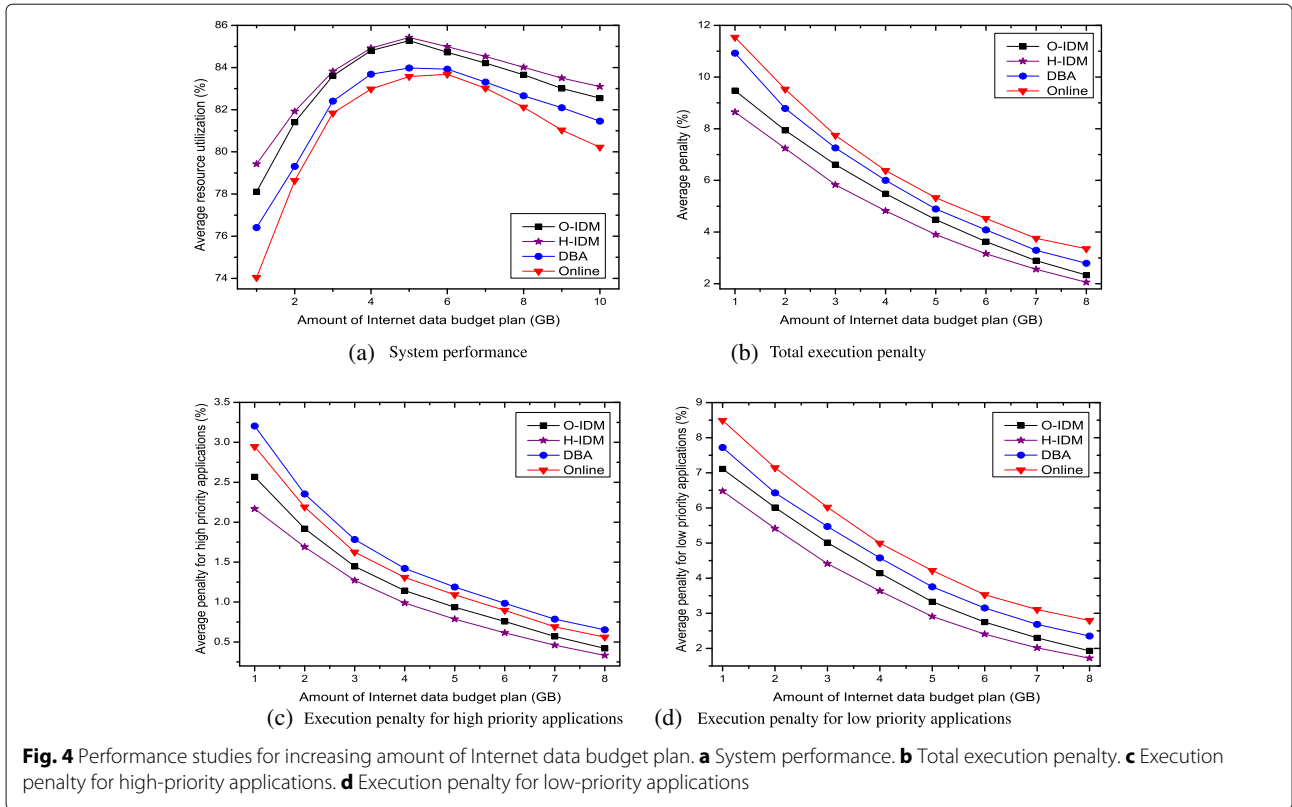 86
84
82
80
78
76
74
Average resource utilization (%)
O-IDM
H-IDM
DBA
Online
2 4 6 8 10
Amount of Internet data budget plan (GB)
(a) System performance
12
10
8
6
4
2
Average penalty (%)
O-IDM
H-IDM
DBA
Online
1 2 3 4 5 6 7 8
Amount of Internet data budget plan (GB)
(b) Total execution penalty
3.5
3.0
2.5
2.0
1.5
1.0
0.5
Average penalty for high priority applications (%)
O-IDM
H-IDM
DBA
Online
1 2 3 4 5 6 7 8
Amount of Internet data budget plan (GB)
(c) Execution penalty for high priority applications
9
8
7
6
5
4
3
2
Average penalty for low priority applications (%)
O-IDM
H-IDM
DBA
Online
1 2 3 4 5 6 7 8
Amount of Internet data budget plan (GB)
(d) Execution penalty for low priority applications
Fig. 4 Performance studies for increasing amount of Internet data budget plan. a System performance. b Total execution penalty. c Execution
penalty for high-priority applications. d Execution penalty for low-priority applications